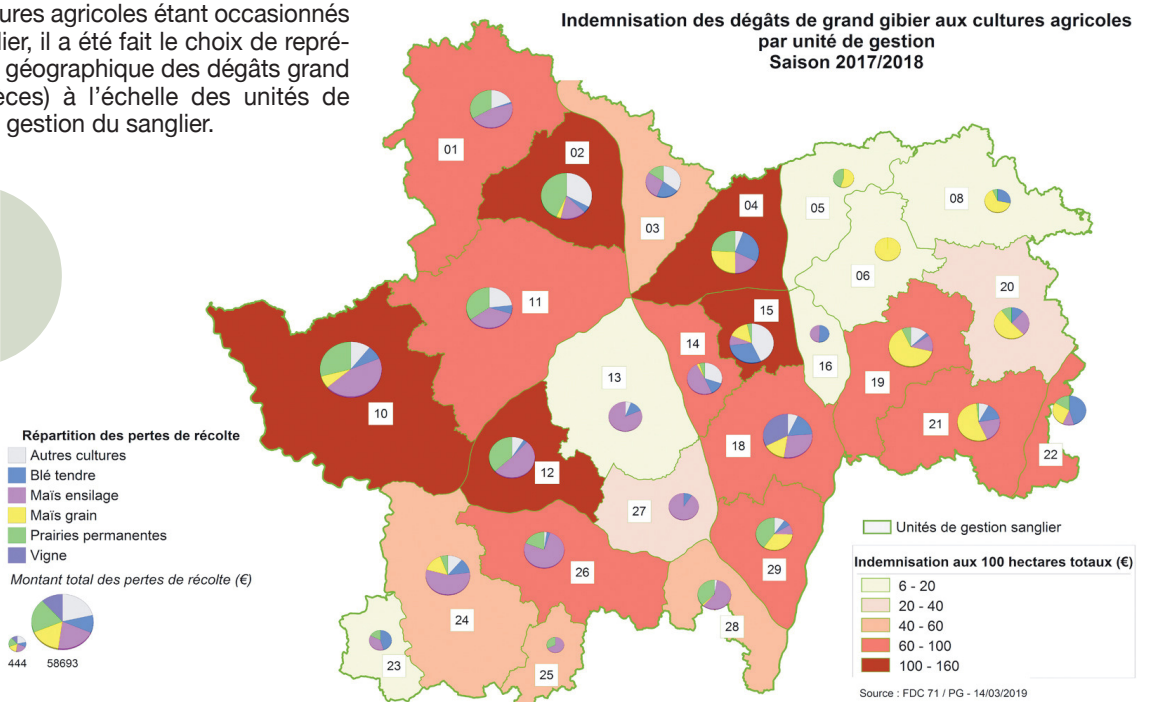 ures agricoles étant occasionnés
lier, il a été fait le choix de repré-
géographique des dégâts grand
èces) à l'échelle des unités de
gestion du sanglier.
Indemnisation des dégâts de grand gibier aux cultures agricoles
par unité de gestion
Saison 2017/2018
01
02
03
04
05
08
06
11
20
15
14
16
13
19
10
21
18
22
12
27
26
29
24
28
23
25
Répartition des pertes de récolte
Autres cultures
Blé tendre
Maïs ensilage
Maïs grain
Prairies permanentes
Vigne
Montant total des pertes de récolte (€)
444 58693
Unités de gestion sanglier
Indemnisation aux 100 hectares totaux (€)
6 - 20
20 - 40
40 - 60
60 - 100
100 - 160
Source : FDC 71 / PG - 14/03/2019